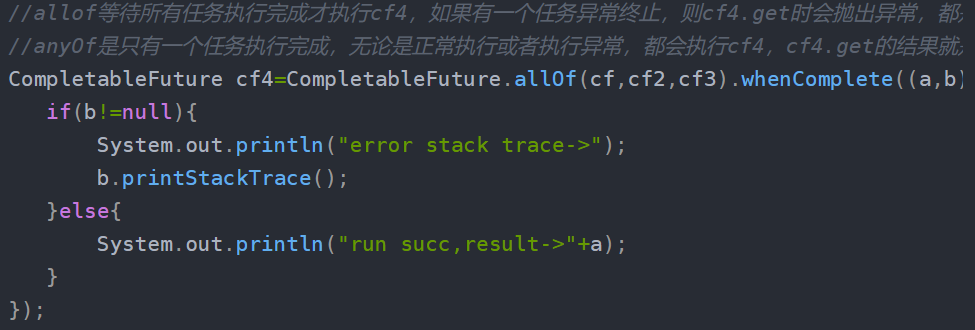 //allof等待所有任务执行完成才执行cf4，如果有一个任务异常终止，则cf4.get时会抛出异常，都
//anyOf是只有一个任务执行完成，无论是正常执行或者执行异常，都会执行cf4，cf4.get的结果就
CompletableFuture cf4=CompletableFuture.allOf(cf,cf2,cf3).whenComplete((a,b)
if(b!=null){
System.out.println("error stack trace->");
b.printStackTrace();
}else{
System.out.println("run succ,result->"+a);
}
});